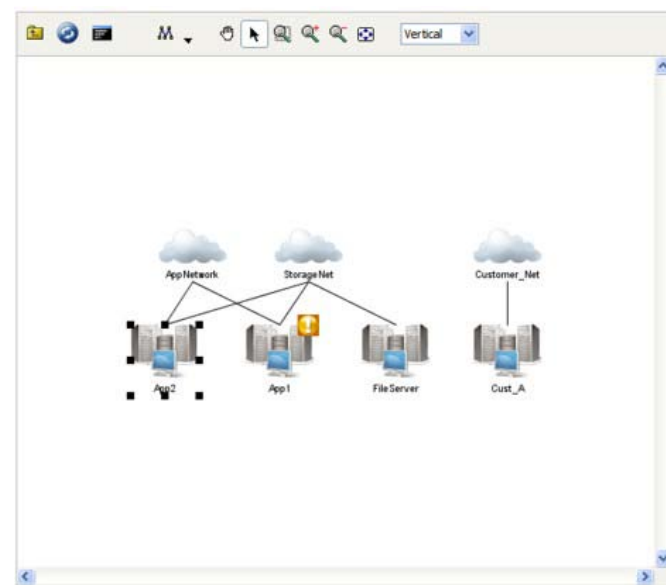 Vertical
AppNetwork StorageNet Customer_Net
App2 App1 FileServer Cust_A